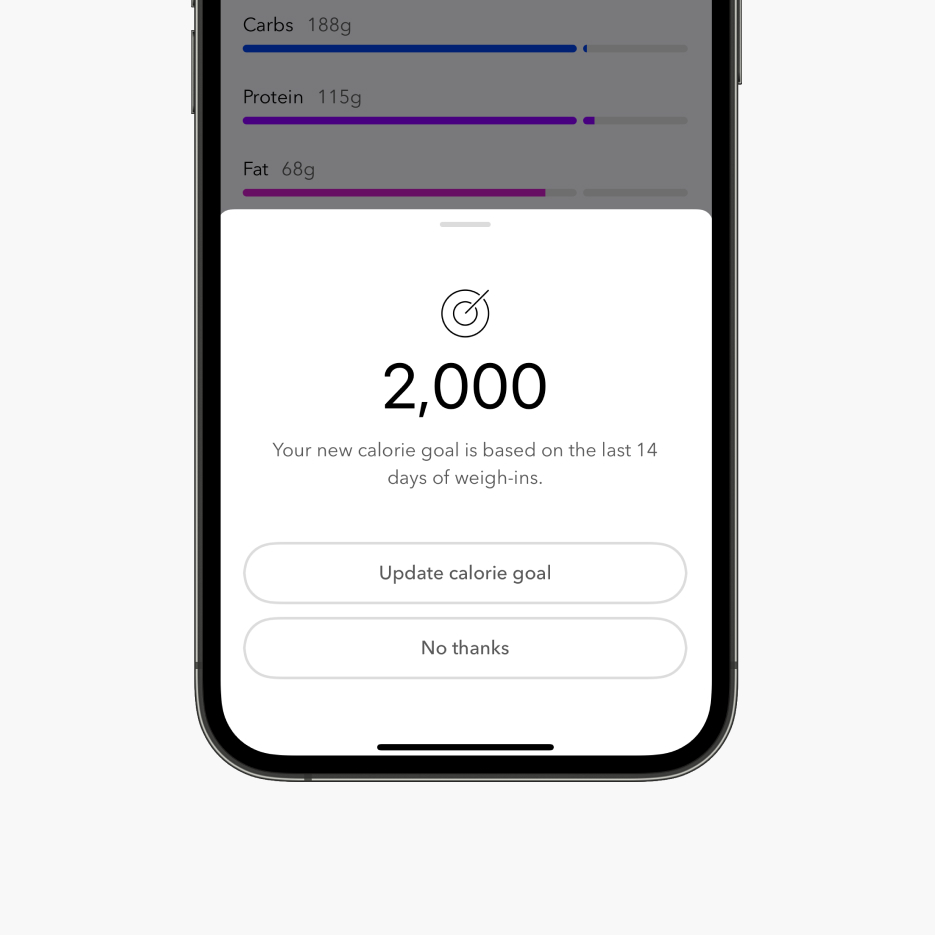 Carbs 188g
Protein 115g
Fat 68g
2,000
Your new calorie goal is based on the last 14
days of weigh-ins.
Update calorie goal
No thanks